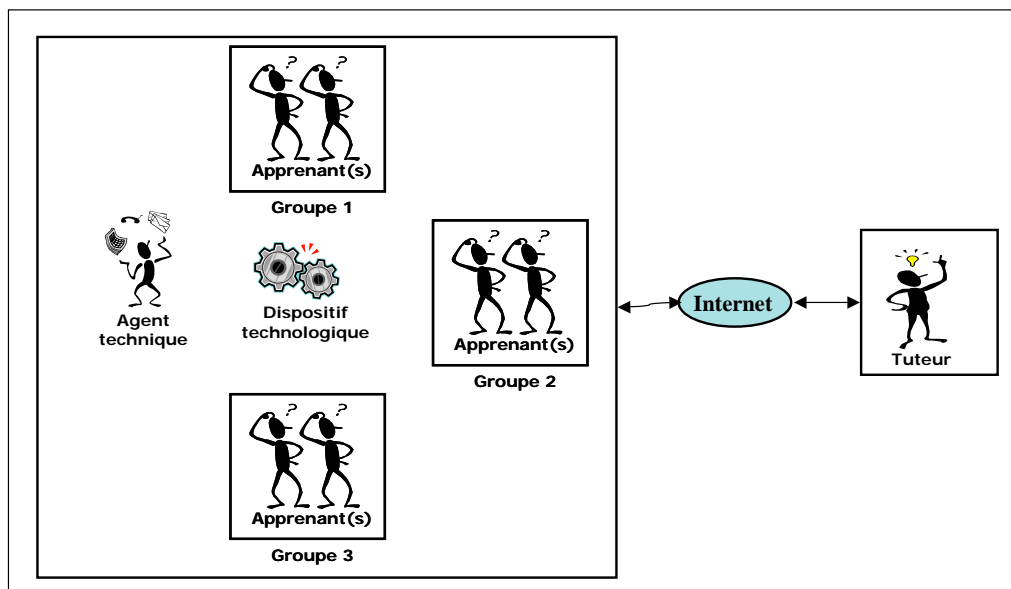 ? ?
Apprenant(s)
Groupe 1
Agent
technique
Dispositif
technologique
? ?
Apprenant(s)
Groupe 2
Internet
Tuteur
? ?
Apprenant(s)
Groupe 3